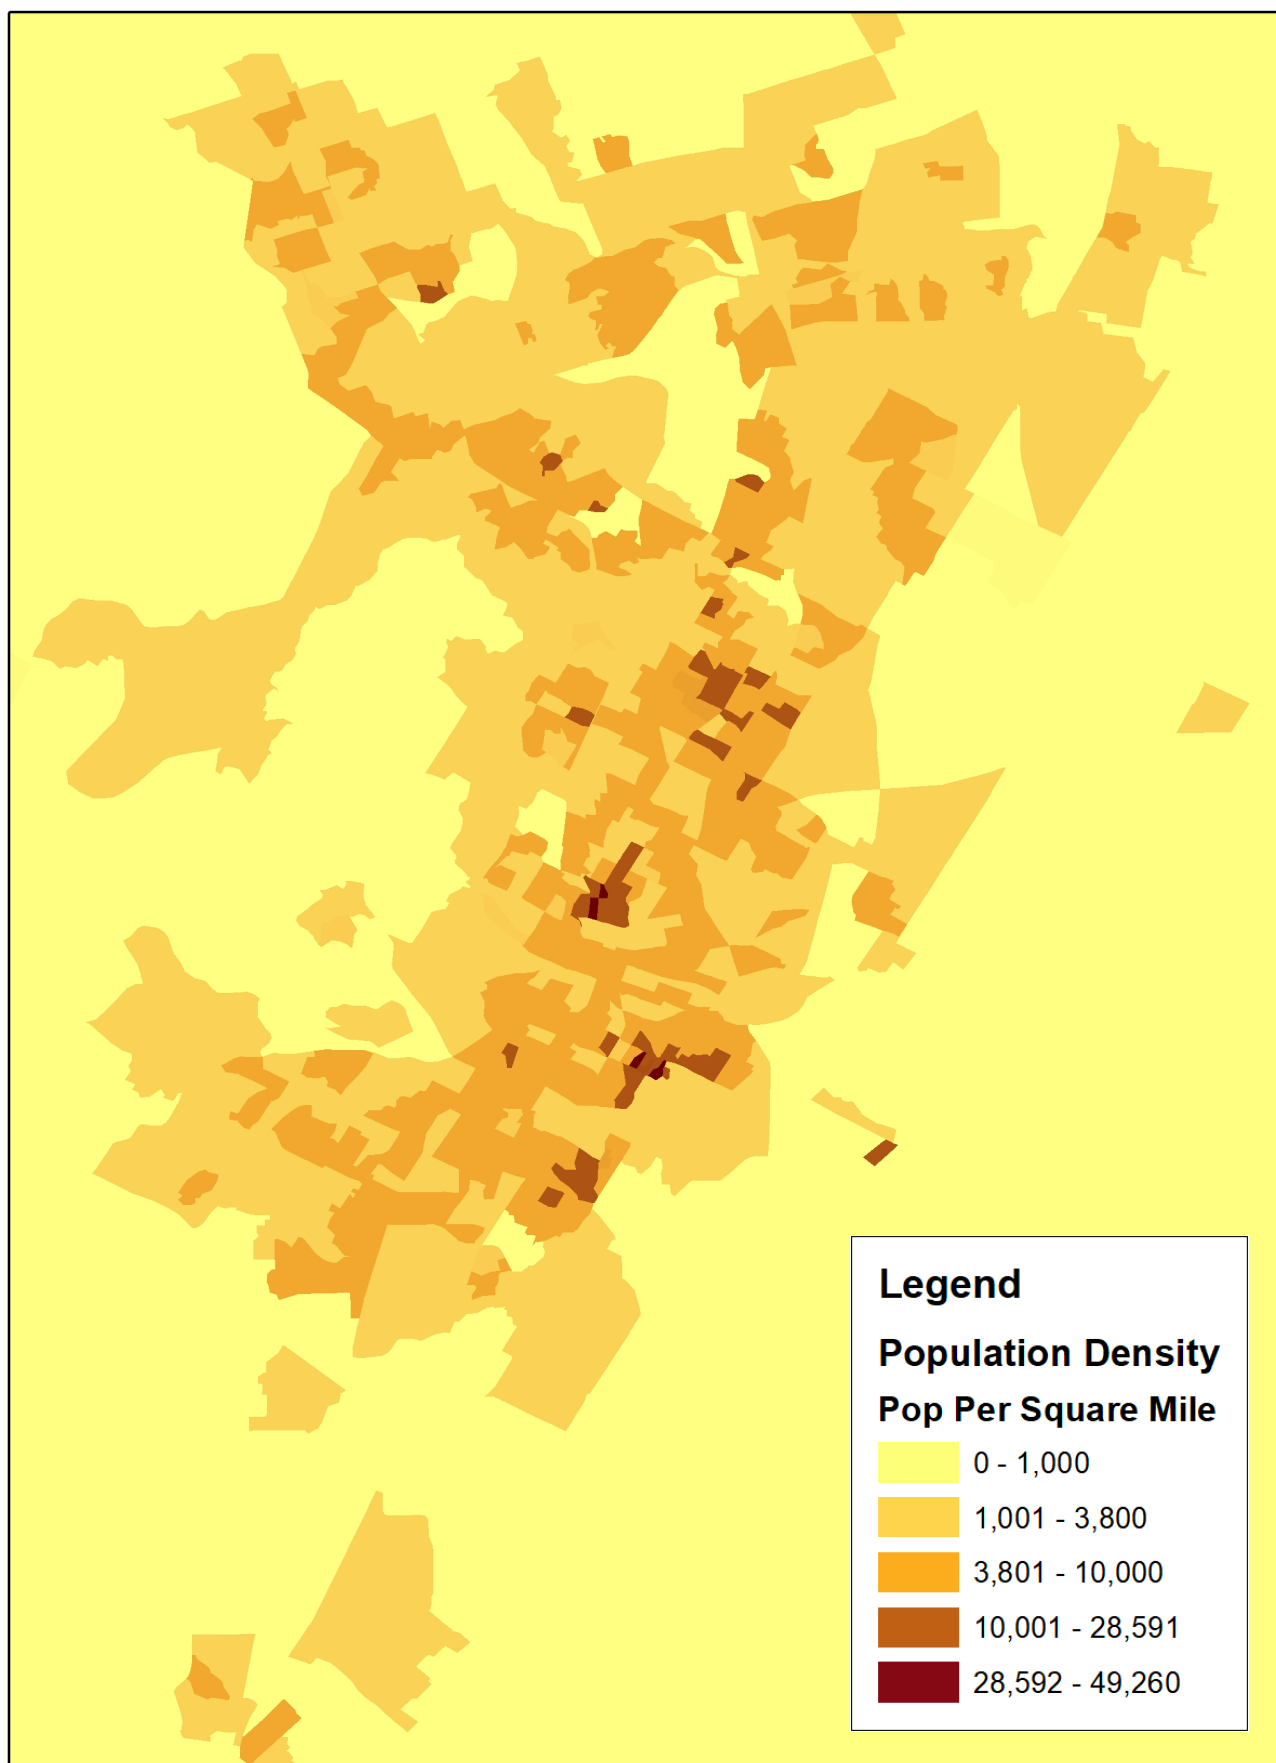 Legend
Population Density
Pop Per Square Mile
0 - 1,000
1,001 - 3,800
3,801 - 10,000
10,001 - 28,591
28,592 - 49,260